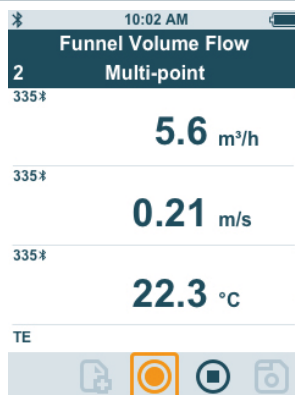 10:02 AM
Funnel Volume Flow
2 Multi-point
335
5.6 m³/h
335
0.21 m/s
335
22.3 °C
TE